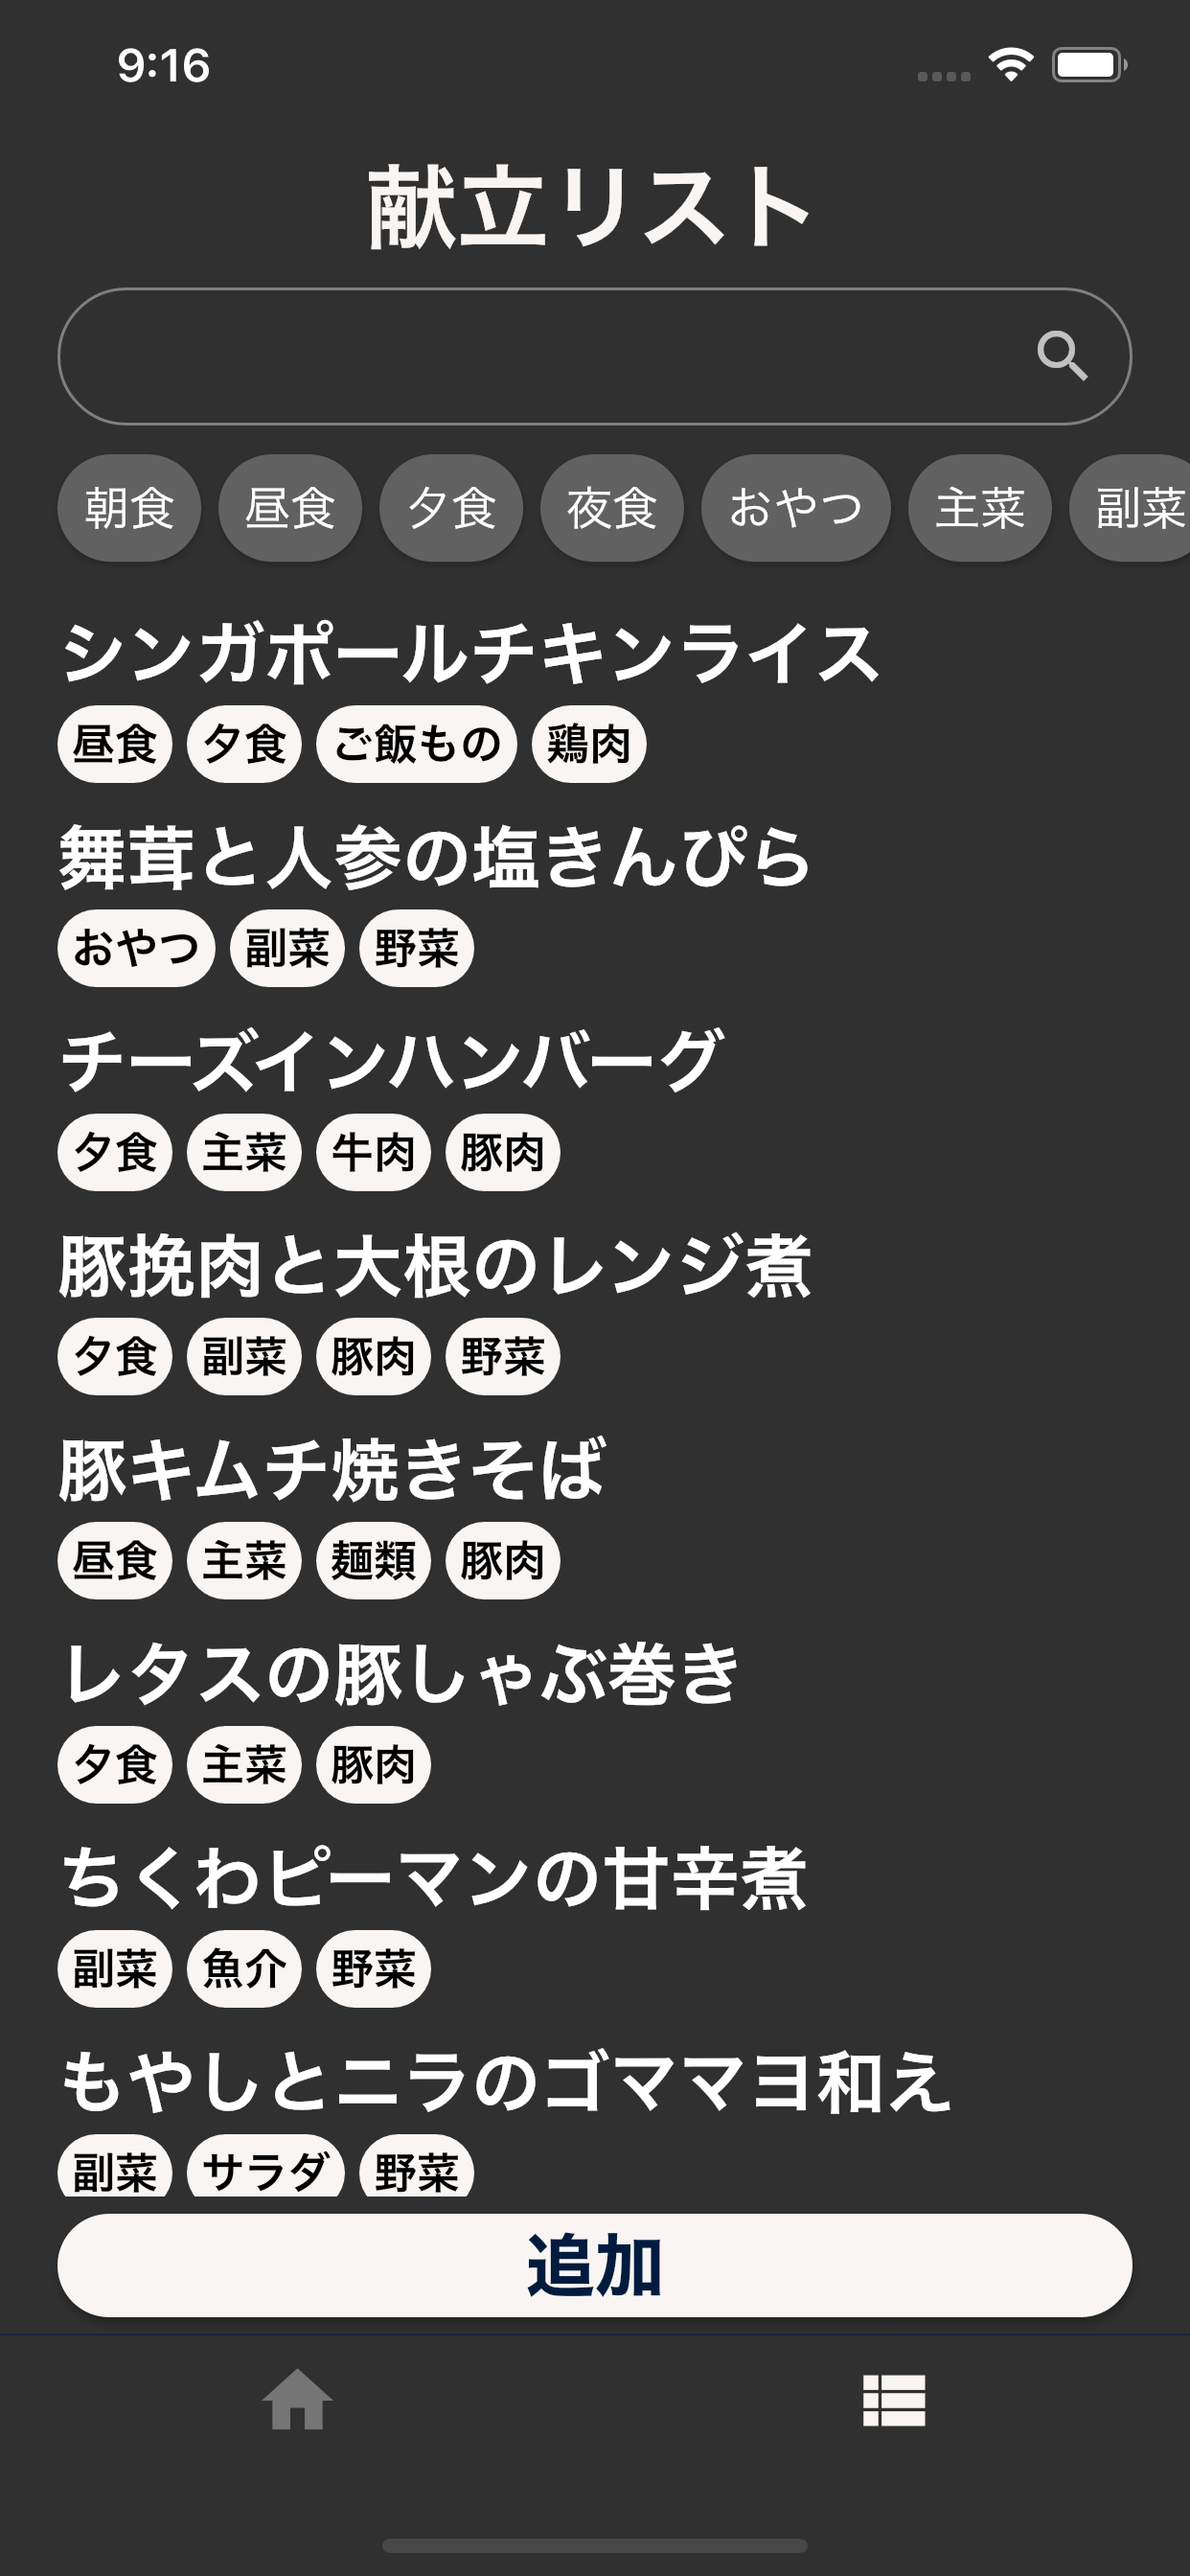 9:16
献立リスト
朝食 昼食 夕食 夜食 おやつ 主菜 副菜
シンガポールチキンライス
昼食 夕食 ご飯もの 鶏肉
舞茸と人参の塩きんぴら
おやつ 副菜 野菜
チーズインハンバーグ
夕食 主菜 牛肉 豚肉
豚挽肉と大根のレンジ煮
夕食 副菜 豚肉 野菜
豚キムチ焼きそば
昼食 主菜 麺類 豚肉
レタスの豚しゃぶ巻き
夕食 主菜 豚肉
ちくわピーマンの甘辛煮
副菜 魚介 野菜
もやしとニラのゴママヨ和え
副菜 サラダ 野菜
追加